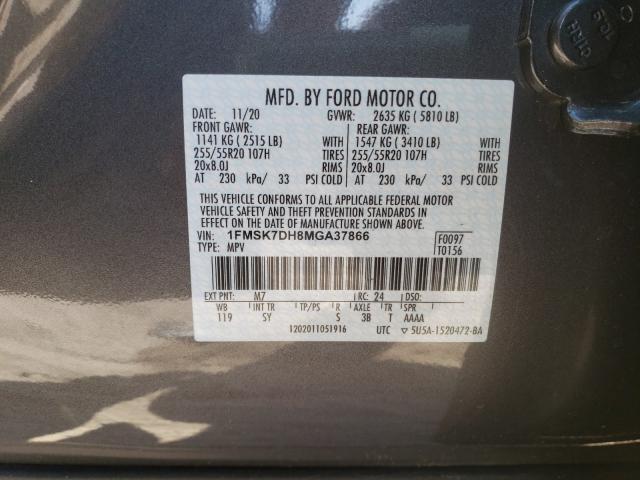 C1RH 10.9
MFD. BY FORD MOTOR CO.
DATE: 11/20 GVWR: 2635 KG ( 5810 LB)
FRONT GAWR: REAR GAWR:
1141 KG ( 2515 LB) WITH 1547 KG ( 3410 LB) WITH
255/55R20 107H TIRES 255/55R20 107H TIRES
20x8.0J RIMS 20x8.0J RIMS
AT 230 kPa/ 33 PSI COLD AT 230 kPa/ 33 PSI COLD
THIS VEHICLE CONFORMS TO ALL APPLICABLE FEDERAL MOTOR
VEHICLE SAFETY AND THEFT PREVENTION STANDARDS IN
EFFECT ON THE DATE OF MANUFACTURE SHOWN ABOVE.
VIN: 1FMSK7DH8MGA37866 F0097
TYPE: MPV T0156
EXT PNT: M7 RC: 24 DSO:
WB INT TR TP/PS R AXLE TR SPR
119 SY S 3B T AAAA
1202011051916 UTC ▽ 5U5A-1520472-BA